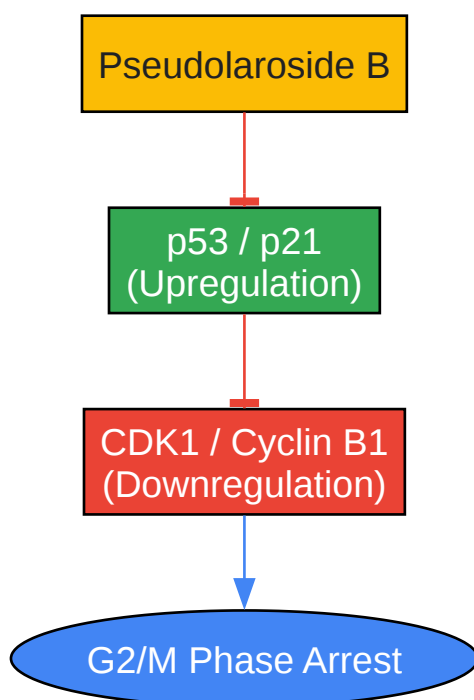 Pseudolaroside B
p53 / p21
(Upregulation)
CDK1 / Cyclin B1
(Downregulation)
G2/M Phase Arrest